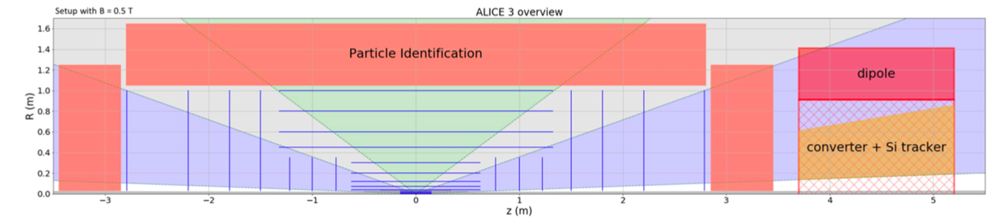 Setup with B = 0.5 T
ALICE 3 overview
1.6
1.4
1.2
1.0
0.8
0.6
0.4
0.2
0.0
R (m)
Particle Identification
dipole
converter + Si tracker
−3
−2
−1
0
1
2
3
4
5
z (m)